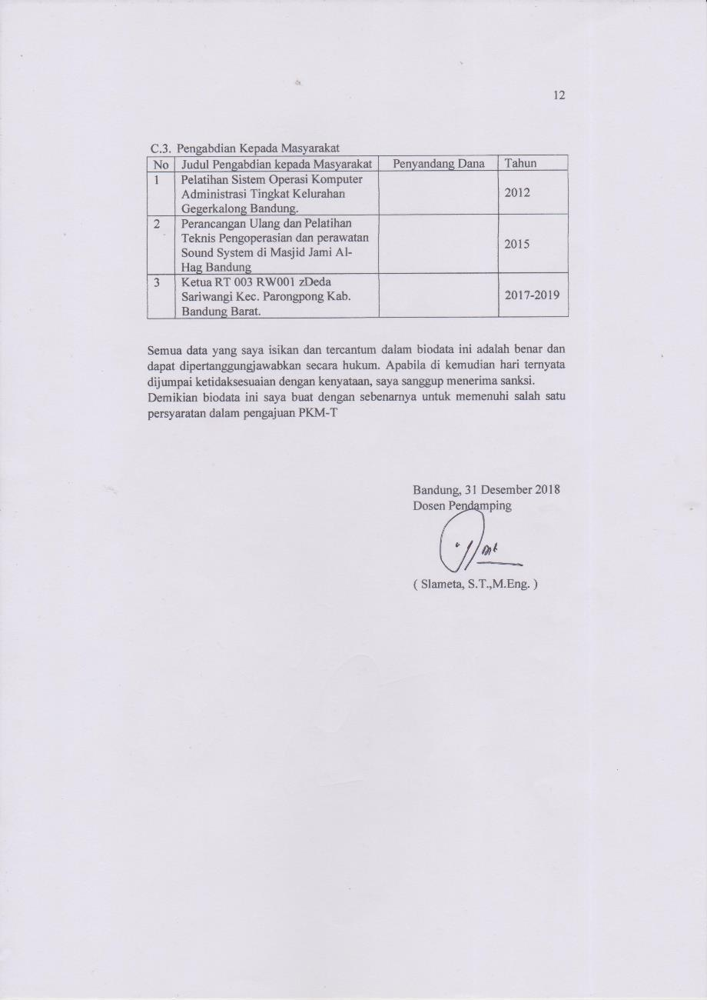 12
C.3. Pengabdian Kepada Masyarakat
No Judul Pengabdian kepada Masyarakat Penyandang Dana Tahun
1 Pelatihan Sistem Operasi Komputer
Administrasi Tingkat Kelurahan
Gegerkalong Bandung.
2012
2 Perancangan Ulang dan Pelatihan
Teknis Pengoperasian dan perawatan
Sound System di Masjid Jami Al-
Hag Bandung
2015
3 Ketua RT 003 RW001 zDeda
Sariwangi Kec. Parongpong Kab.
Bandung Barat.
2017-2019
Semua data yang saya isikan dan tercantum dalam biodata ini adalah benar dan
dapat dipertanggungjawabkan secara hukum. Apabila di kemudian hari ternyata
dijumpai ketidaksesuaian dengan kenyataan, saya sanggup menerima sanksi.
Demikian biodata ini saya buat dengan sebenarnya untuk memenuhi salah satu
persyaratan dalam pengajuan PKM-T
Bandung, 31 Desember 2018
Dosen Pendamping
( Slameta, S.T.,M.Eng. )